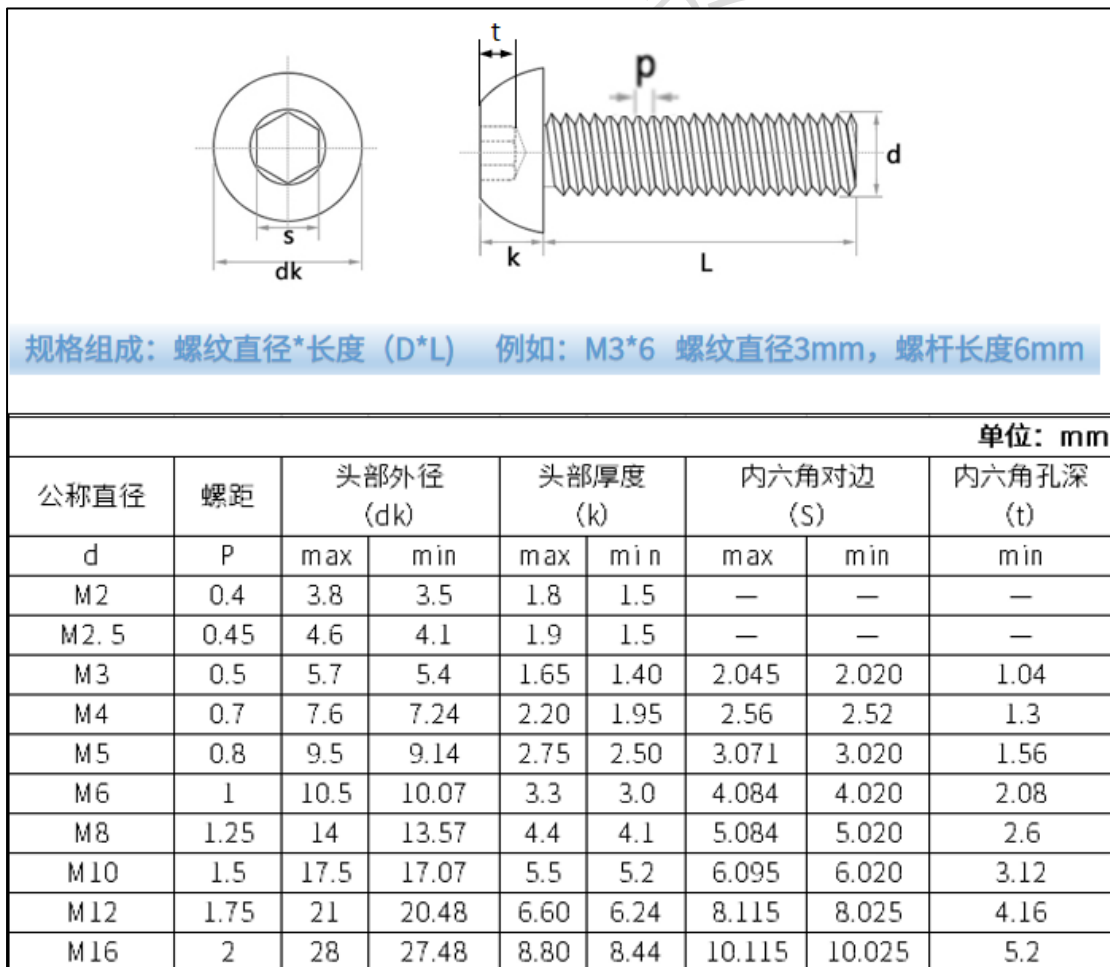 t
p
d
s
dk
k
L
规格组成：螺纹直径*长度（D*L） 例如：M3*6 螺纹直径3mm，螺杆长度6mm
单位：mm
公称直径 螺距 头部外径（dk） 头部厚度（k） 内六角对边（S） 内六角孔深（t）
d P max min max min max min min
M2 0.4 3.8 3.5 1.8 1.5 — — —
M2.5 0.45 4.6 4.1 1.9 1.5 — — —
M3 0.5 5.7 5.4 1.65 1.40 2.045 2.020 1.04
M4 0.7 7.6 7.24 2.20 1.95 2.56 2.52 1.3
M5 0.8 9.5 9.14 2.75 2.50 3.071 3.020 1.56
M6 1 10.5 10.07 3.3 3.0 4.084 4.020 2.08
M8 1.25 14 13.57 4.4 4.1 5.084 5.020 2.6
M10 1.5 17.5 17.07 5.5 5.2 6.095 6.020 3.12
M12 1.75 21 20.48 6.60 6.24 8.115 8.025 4.16
M16 2 28 27.48 8.80 8.44 10.115 10.025 5.2